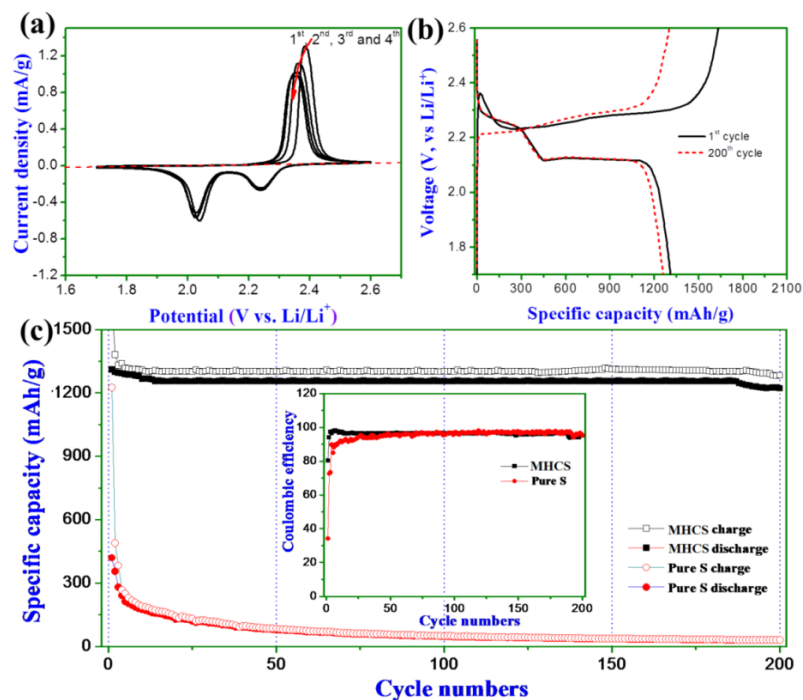 (a)
1st, 2nd, 3rd and 4th
Current density (mA/g)
1.2
0.8
0.4
0.0
-0.4
-0.8
-1.2
1.6 1.8 2.0 2.2 2.4 2.6
Potential (V vs. Li/Li+)
(b)
Voltage (V, vs Li/Li+)
2.6
2.4
2.2
2.0
1.8
1st cycle
200th cycle
0 300 600 900 1200 1500 1800 2100
Specific capacity (mAh/g)
(c)
Specific capacity (mAh/g)
1500
1200
900
600
300
0
0 50 100 150 200
Cycle numbers
Coulombic efficiency
120
100
80
60
40
20
0
MHCS
Pure S
0 50 100 150 200
Cycle numbers
MHCS charge
MHCS discharge
Pure S charge
Pure S discharge